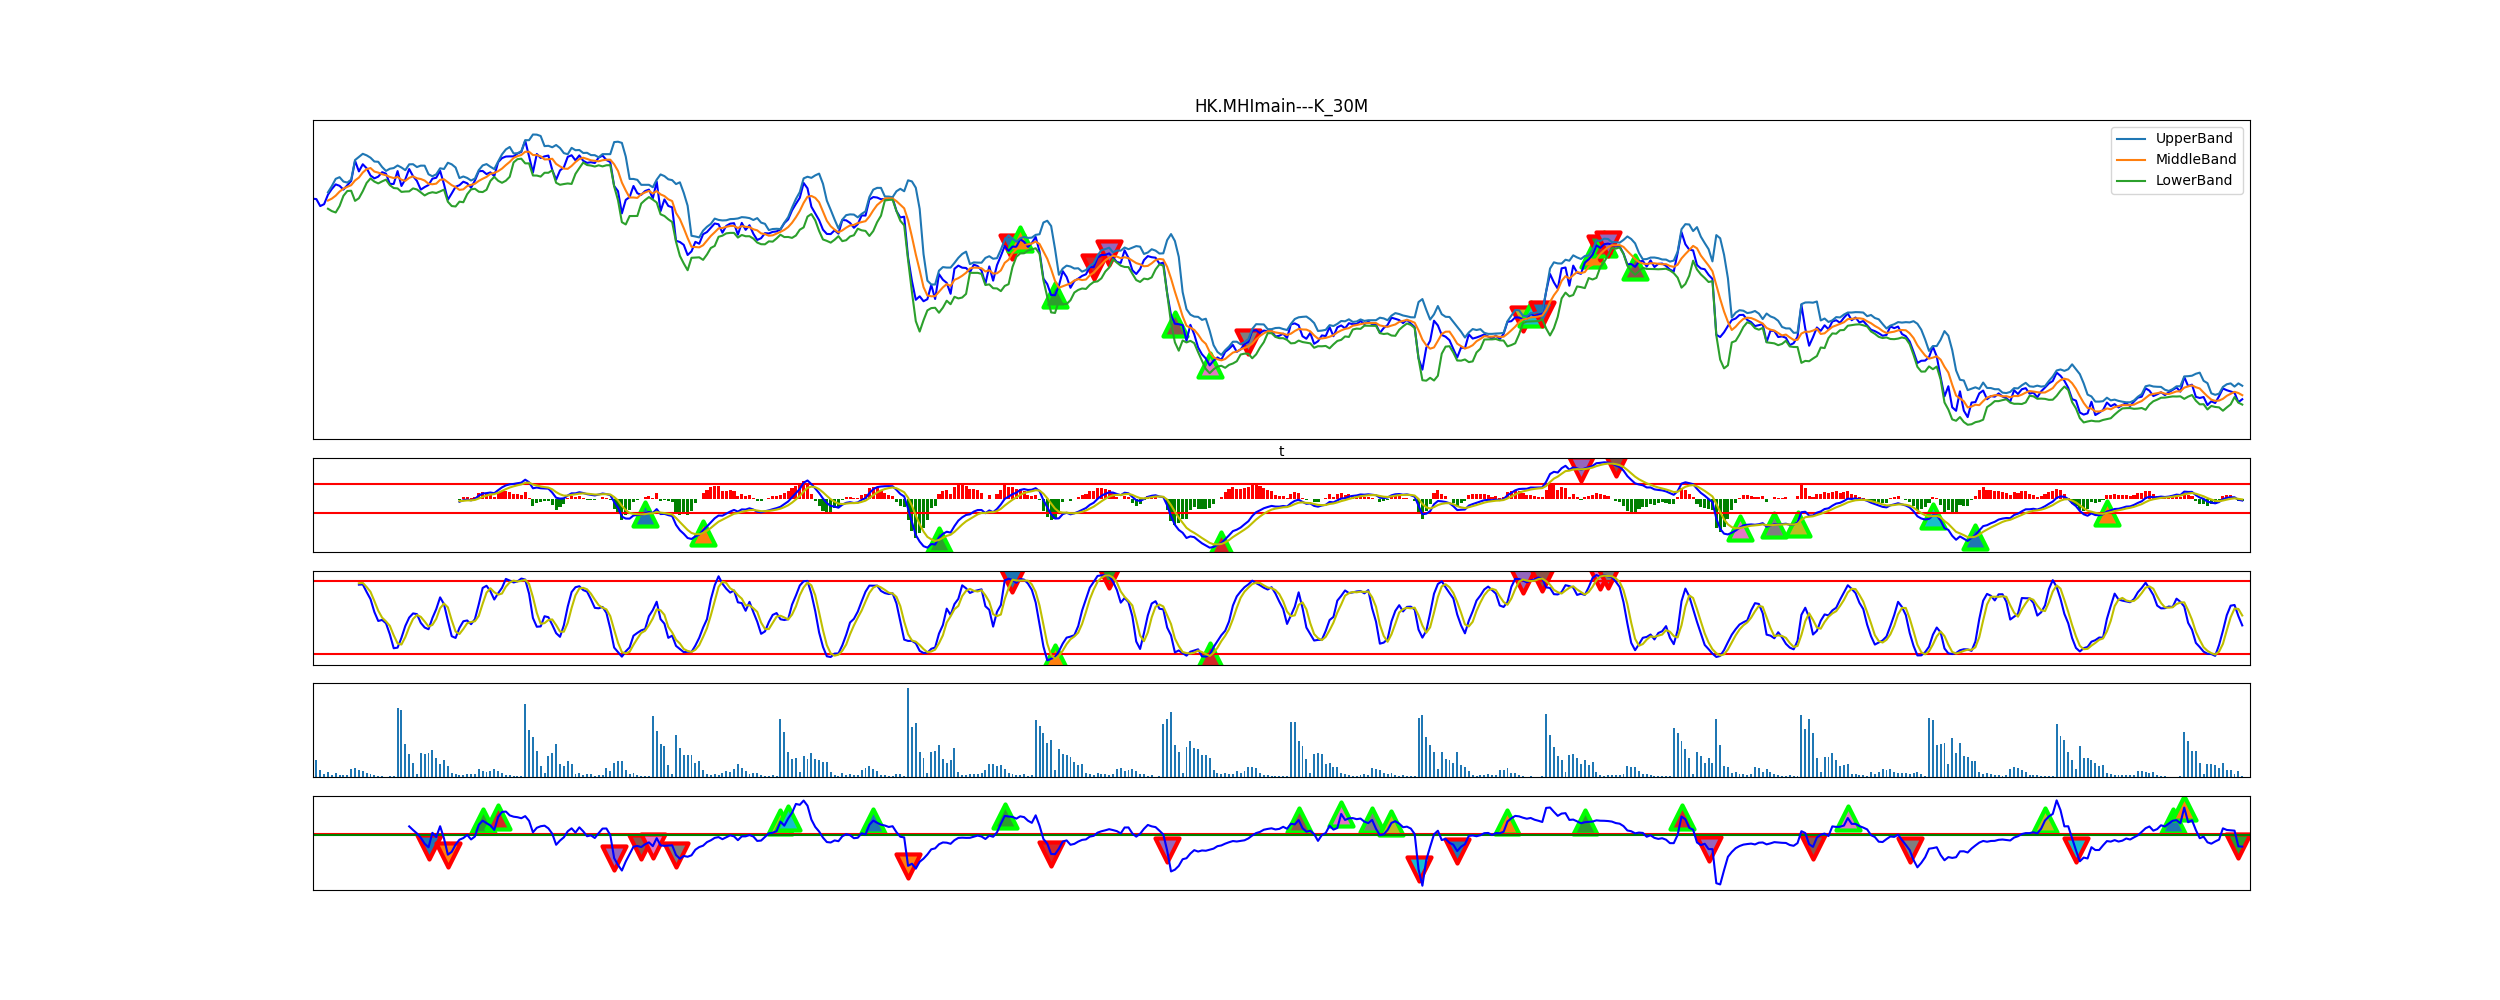 HK.MHImain---K_30M
UpperBand
MiddleBand
LowerBand
t